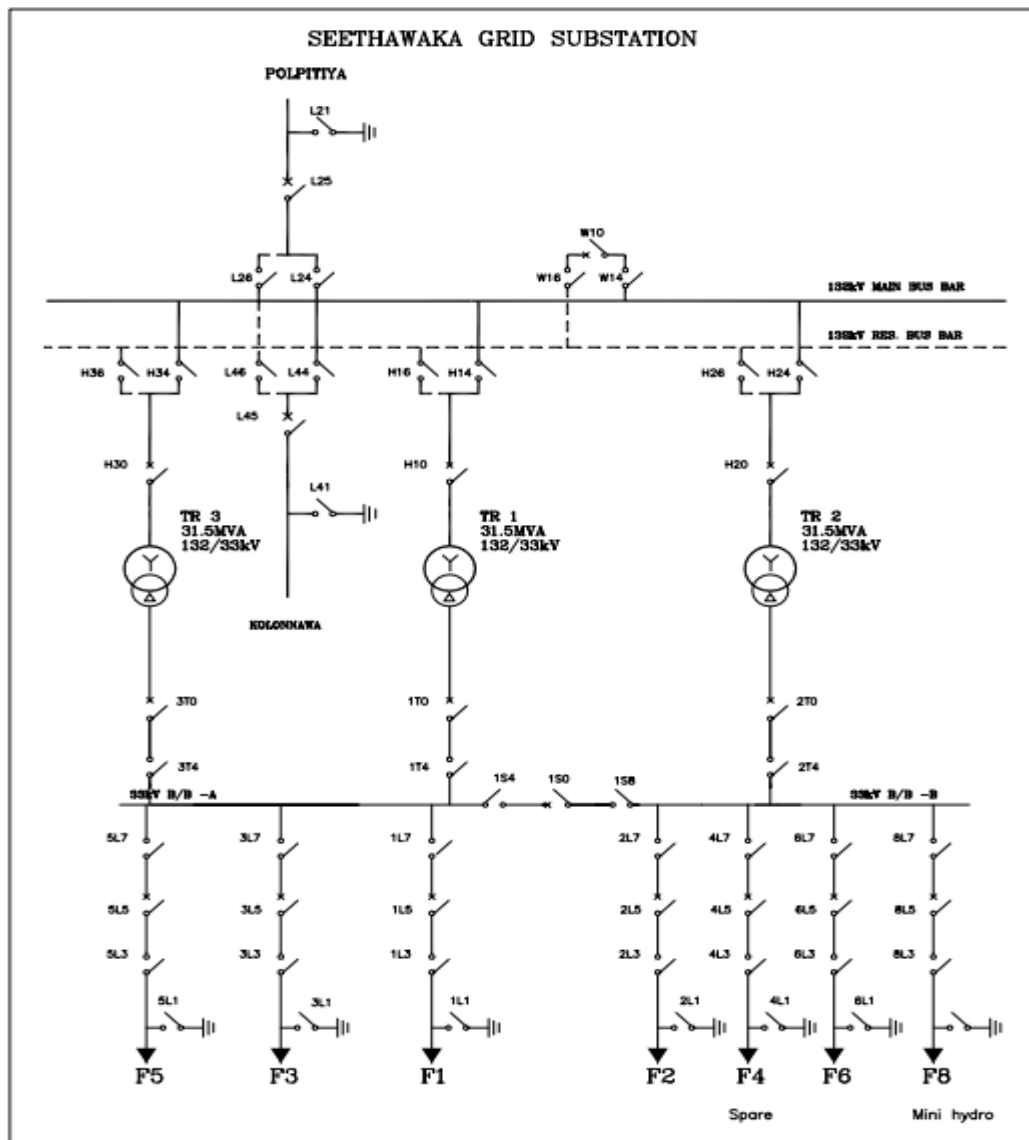 SEETHAWAKA GRID SUBSTATION
POLPITIYA
L21
L25
W10
L26 L24 W16 W14
132kV MAIN BUS BAR
132kV RES. BUS BAR
H36 H34 L46 L44 H16 H14 H26 H24
L45
H30 H10 H20
L41
TR 3
31.5MVA
132/33kV
TR 1
31.5MVA
132/33kV
TR 2
31.5MVA
132/33kV
KOLONNAWA
3T0 1T0 2T0
3T4 1T4 2T4
1S4 1S0 1S8
33kV B/B -A 33kV B/B -B
5L7 3L7 1L7 2L7 4L7 6L7 8L7
5L5 3L5 1L5 2L5 4L5 6L5 8L5
5L3 3L3 1L3 2L3 4L3 6L3 8L3
5L1 3L1 1L1 2L1 4L1 6L1
F5 F3 F1 F2 F4 F6 F8
Spare Mini hydro